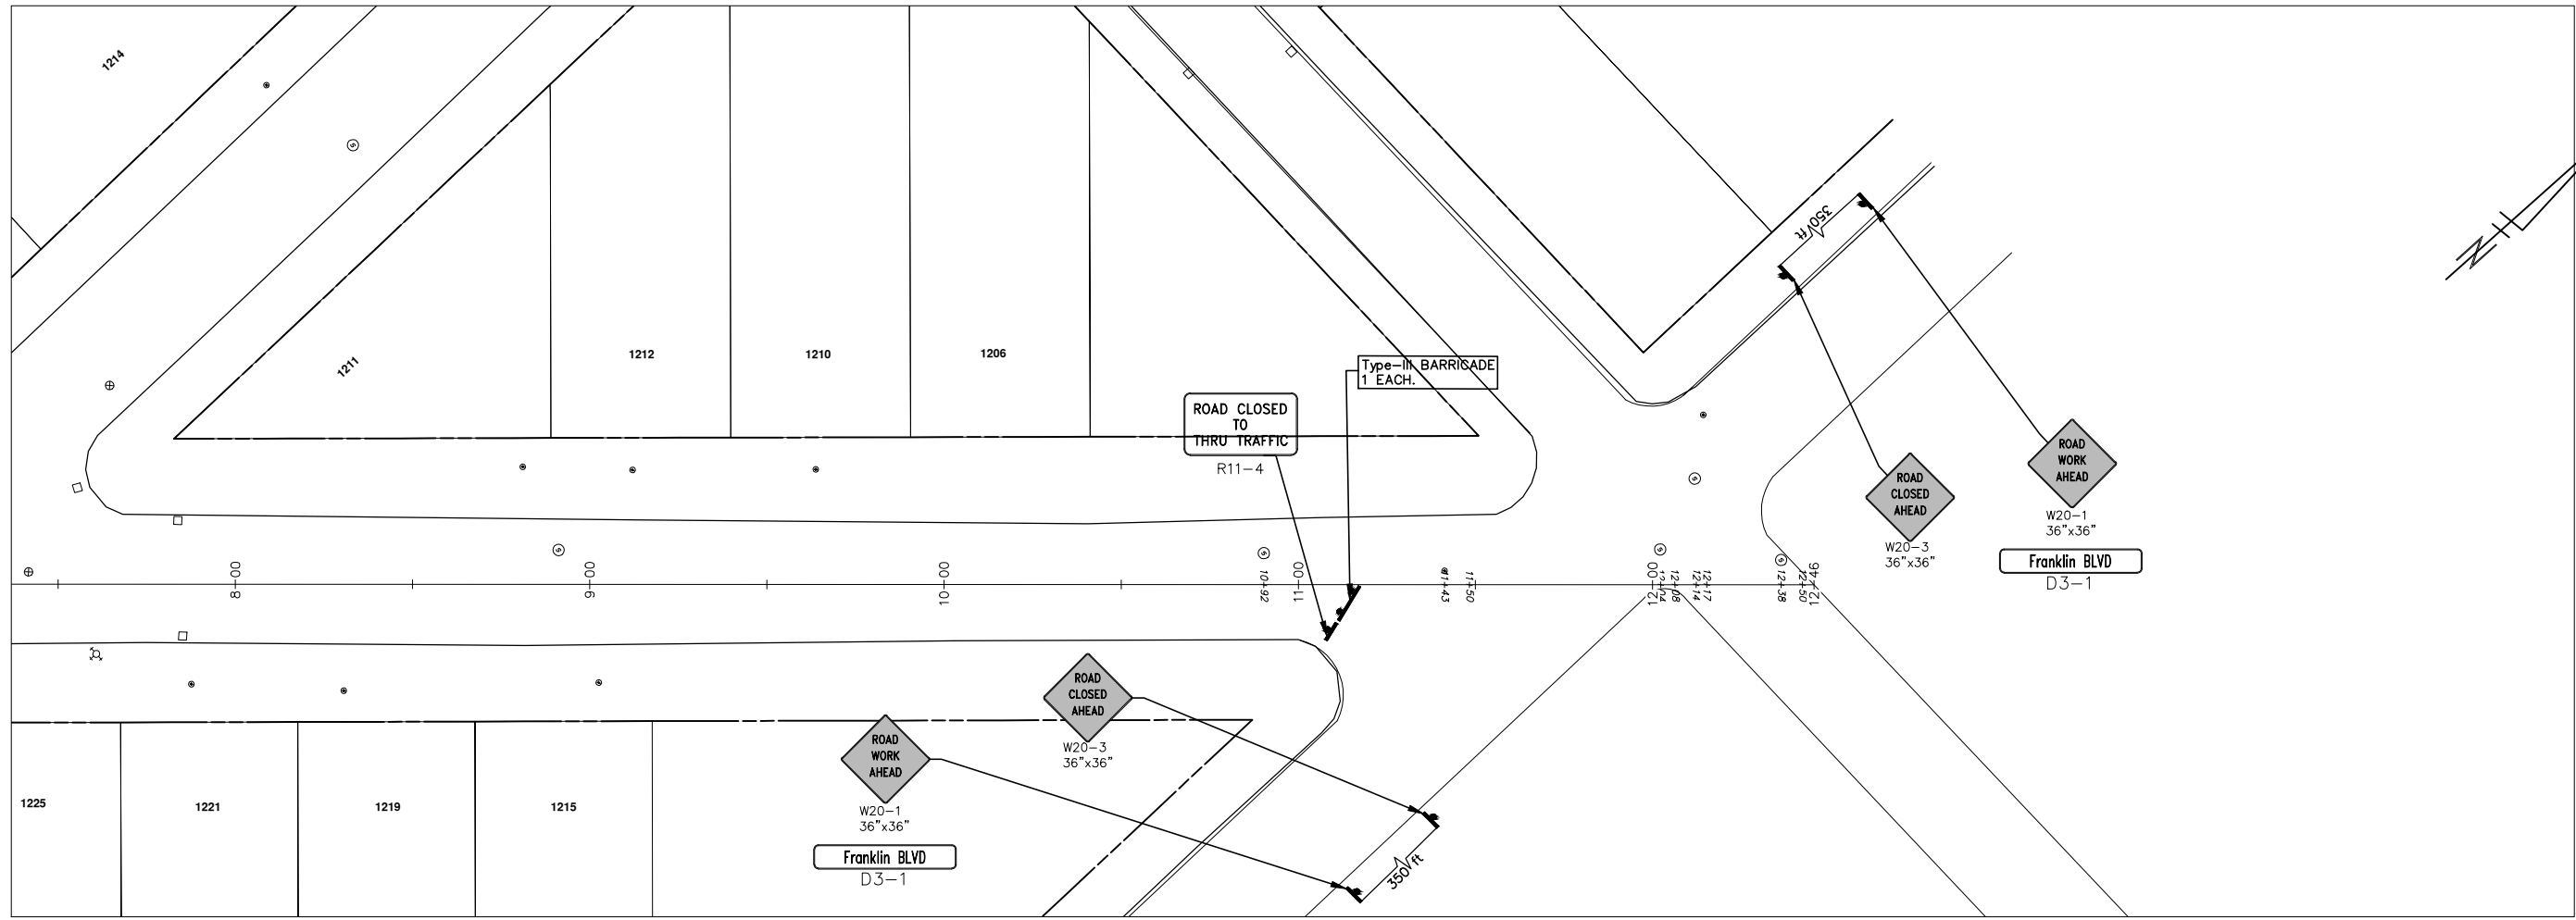 1214
1211
1212
1210
1206
350 ft
Type-III BARRICADE
1 EACH.
ROAD CLOSED
TO
THRU TRAFFIC
R11-4
ROAD
WORK
AHEAD
W20-1
36"x36"
Franklin BLVD
D3-1
ROAD
CLOSED
AHEAD
W20-3
36"x36"
N
S
S
S
S
S
8+00
9+00
10+00
10+92
11+00
11+43
11+50
12+00
12+04
12+08
12+14
12+17
12+38
12+50
12+46
ROAD
CLOSED
AHEAD
W20-3
36"x36"
ROAD
WORK
AHEAD
W20-1
36"x36"
Franklin BLVD
D3-1
350 ft
1225
1221
1219
1215